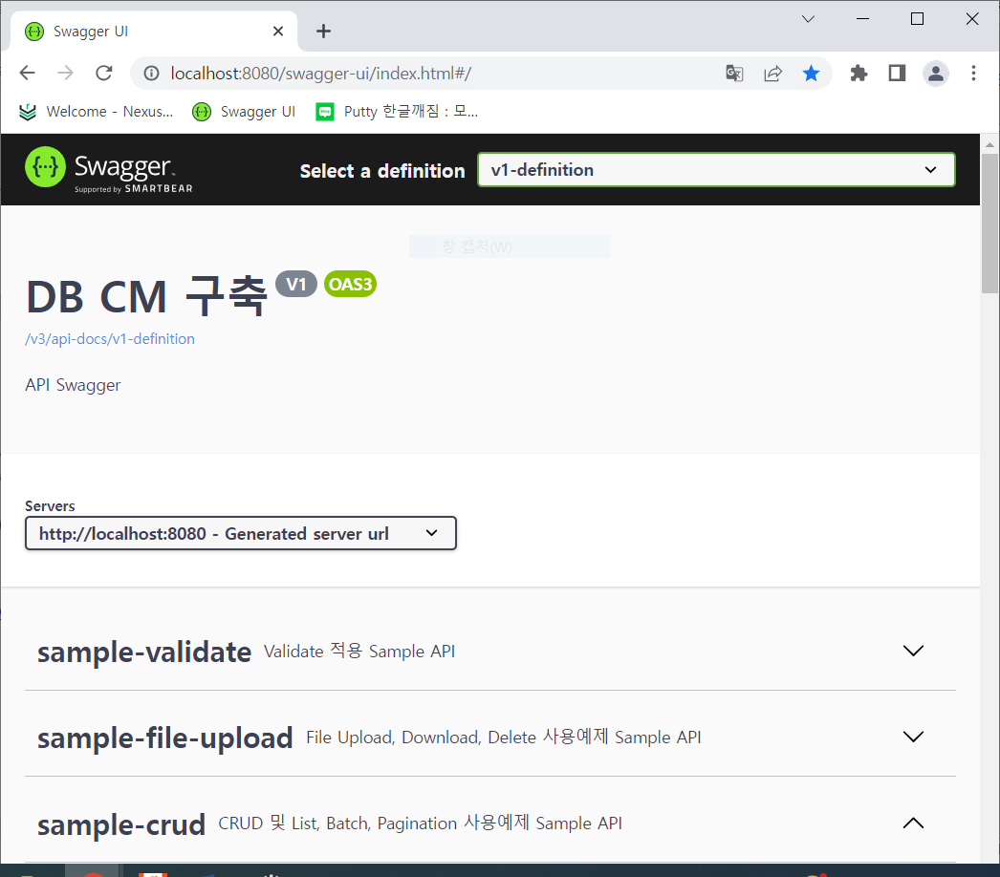 Swagger UI
localhost:8080/swagger-ui/index.html#/
Welcome - Nexus... Swagger UI Putty 한글깨짐 : 모...
Swagger
Supported by SMARTBEAR
Select a definition v1-definition
창 캡처(W)
DB CM 구축 V1 OAS3
/v3/api-docs/v1-definition
API Swagger
Servers
http://localhost:8080 - Generated server url
sample-validate Validate 적용 Sample API
sample-file-upload File Upload, Download, Delete 사용예제 Sample API
sample-crud CRUD 및 List, Batch, Pagination 사용예제 Sample API